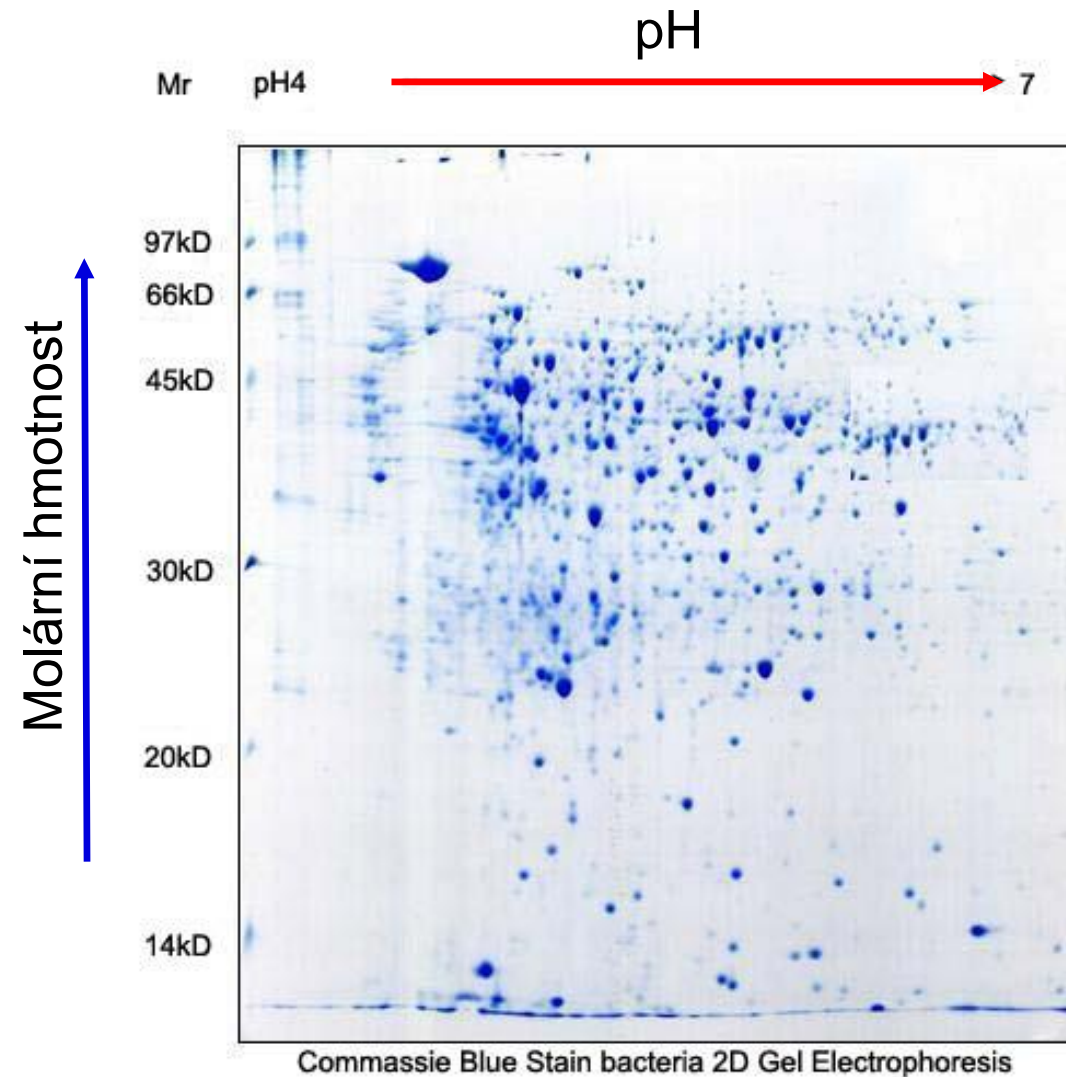 pH
Mr pH4 7
97kD
66kD
45kD
30kD
20kD
14kD
Molární hmotnost
Commassie Blue Stain bacteria 2D Gel Electrophoresis